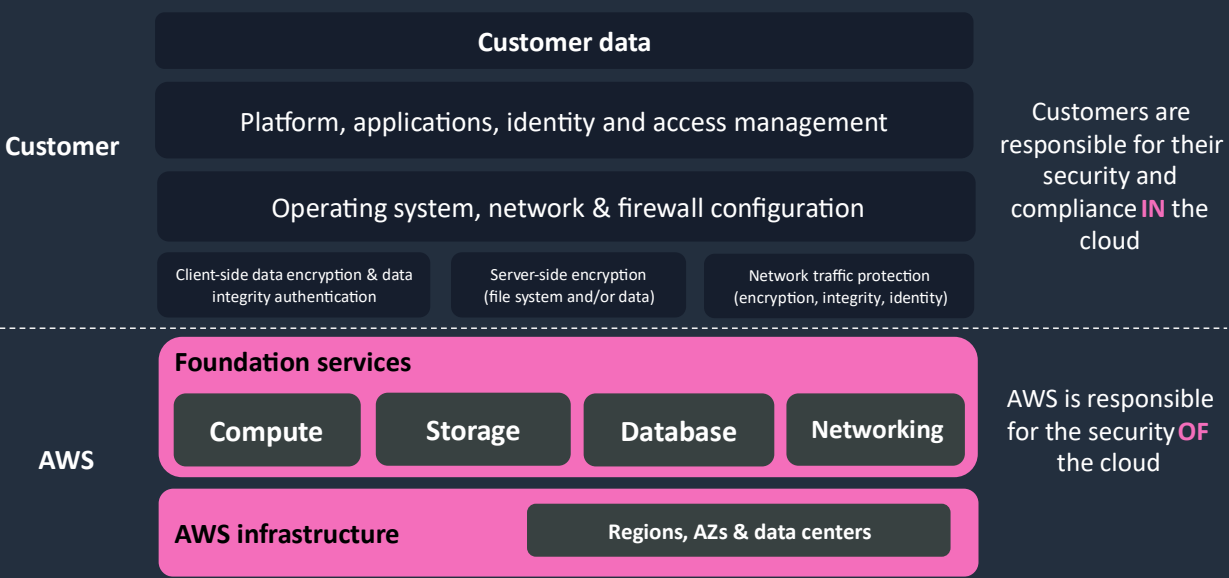 Customer data
Customer
Platform, applications, identity and access management
Operating system, network & firewall configuration
Client-side data encryption & data
integrity authentication
Server-side encryption
(file system and/or data)
Network traffic protection
(encryption, integrity, identity)
Customers are
responsible for their
security and
compliance IN the
cloud
AWS
Foundation services
Compute
Storage
Database
Networking
AWS infrastructure
Regions, AZs & data centers
AWS is responsible
for the security OF
the cloud